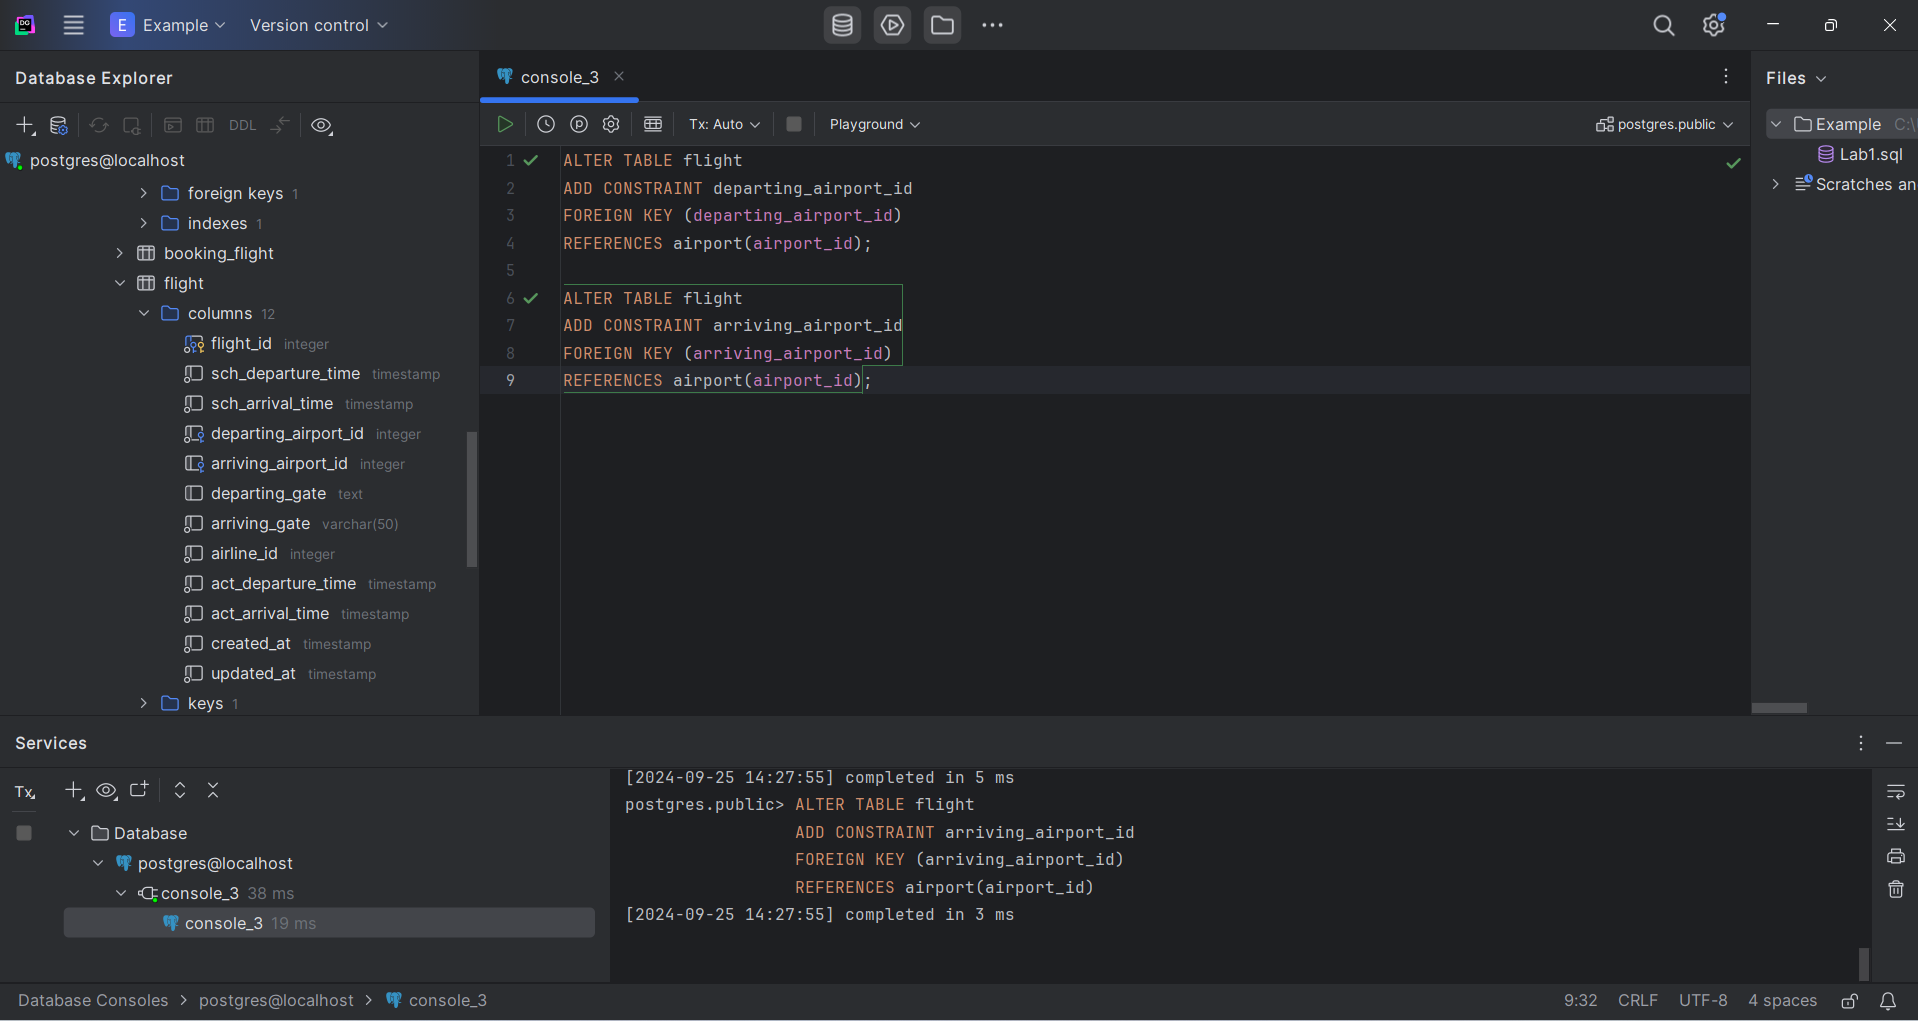 E Example Version control
Database Explorer
console_3
Files
DDL
Tx: Auto
Playground
postgres.public
postgres@localhost
foreign keys 1
indexes 1
booking_flight
flight
columns 12
flight_id integer
sch_departure_time timestamp
sch_arrival_time timestamp
departing_airport_id integer
arriving_airport_id integer
departing_gate text
arriving_gate varchar(50)
airline_id integer
act_departure_time timestamp
act_arrival_time timestamp
created_at timestamp
updated_at timestamp
keys 1
1 ALTER TABLE flight
2 ADD CONSTRAINT departing_airport_id
3 FOREIGN KEY (departing_airport_id)
4 REFERENCES airport(airport_id);
5
6 ALTER TABLE flight
7 ADD CONSTRAINT arriving_airport_id
8 FOREIGN KEY (arriving_airport_id)
9 REFERENCES airport(airport_id);
Example C:\
Lab1.sql
Scratches an
Services
Tx
Database
postgres@localhost
console_3 38 ms
console_3 19 ms
[2024-09-25 14:27:55] completed in 5 ms
postgres.public> ALTER TABLE flight
ADD CONSTRAINT arriving_airport_id
FOREIGN KEY (arriving_airport_id)
REFERENCES airport(airport_id)
[2024-09-25 14:27:55] completed in 3 ms
Database Consoles > postgres@localhost > console_3
9:32 CRLF UTF-8 4 spaces